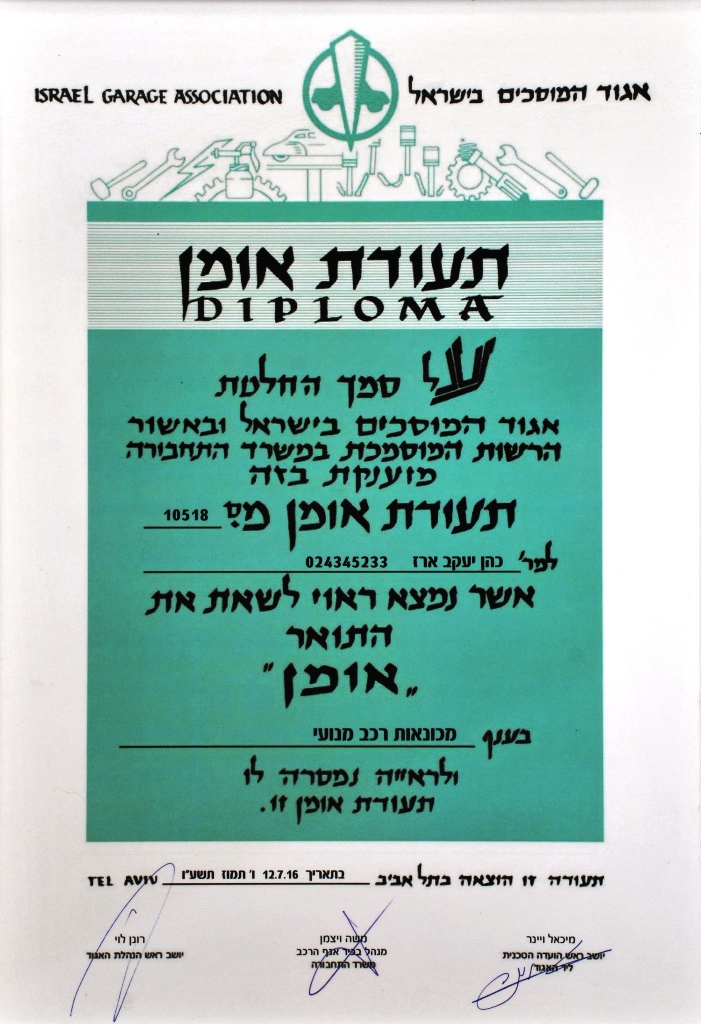 ISRAEL GARAGE ASSOCIATION אגוד המוסכים בישראל
תעודת אומן
DIPLOMA
על סמך החלטת
אגוד המוסכים בישראל ובאשור
הרשות המוסמכת במשרד התחבורה
מוענקת בזה
תעודת אומן מס' 10518
למר' כהן יעקב ארז 024345233
אשר נמצא ראוי לשאת את
התואר
"אומן"
בענף מכונאות רכב מנועי
ולראייה נמסרה לו
תעודת אומן זו.
תעודה זו הוצאה בתל אביב בתאריך 12.7.16 ו' תמוז תשע"ו TEL AVIV
מיכאל ויינר משה ויצמן רונן לוי
יושב ראש הועדה הטכנית מנהל בכיר אגף הרכב יושב ראש הנהלת האגוד
ליד האגוד משרד התחבורה